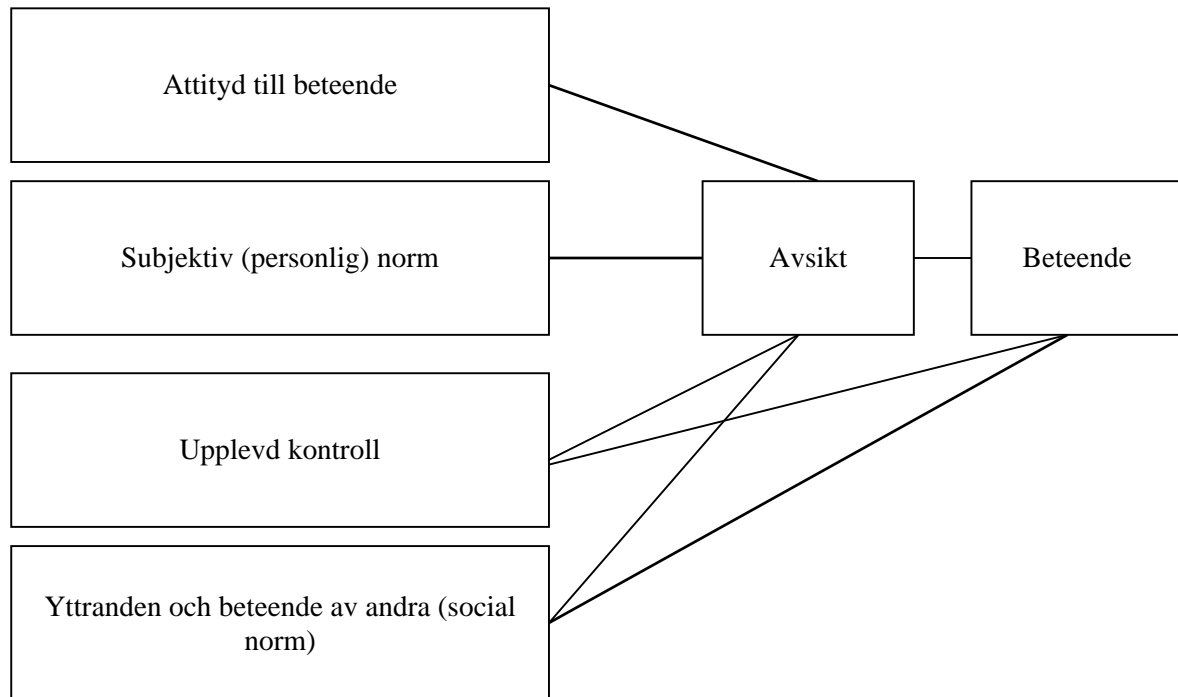 Attityd till beteende
Subjektiv (personlig) norm
Avsikt
Beteende
Upplevd kontroll
Yttranden och beteende av andra (social
norm)